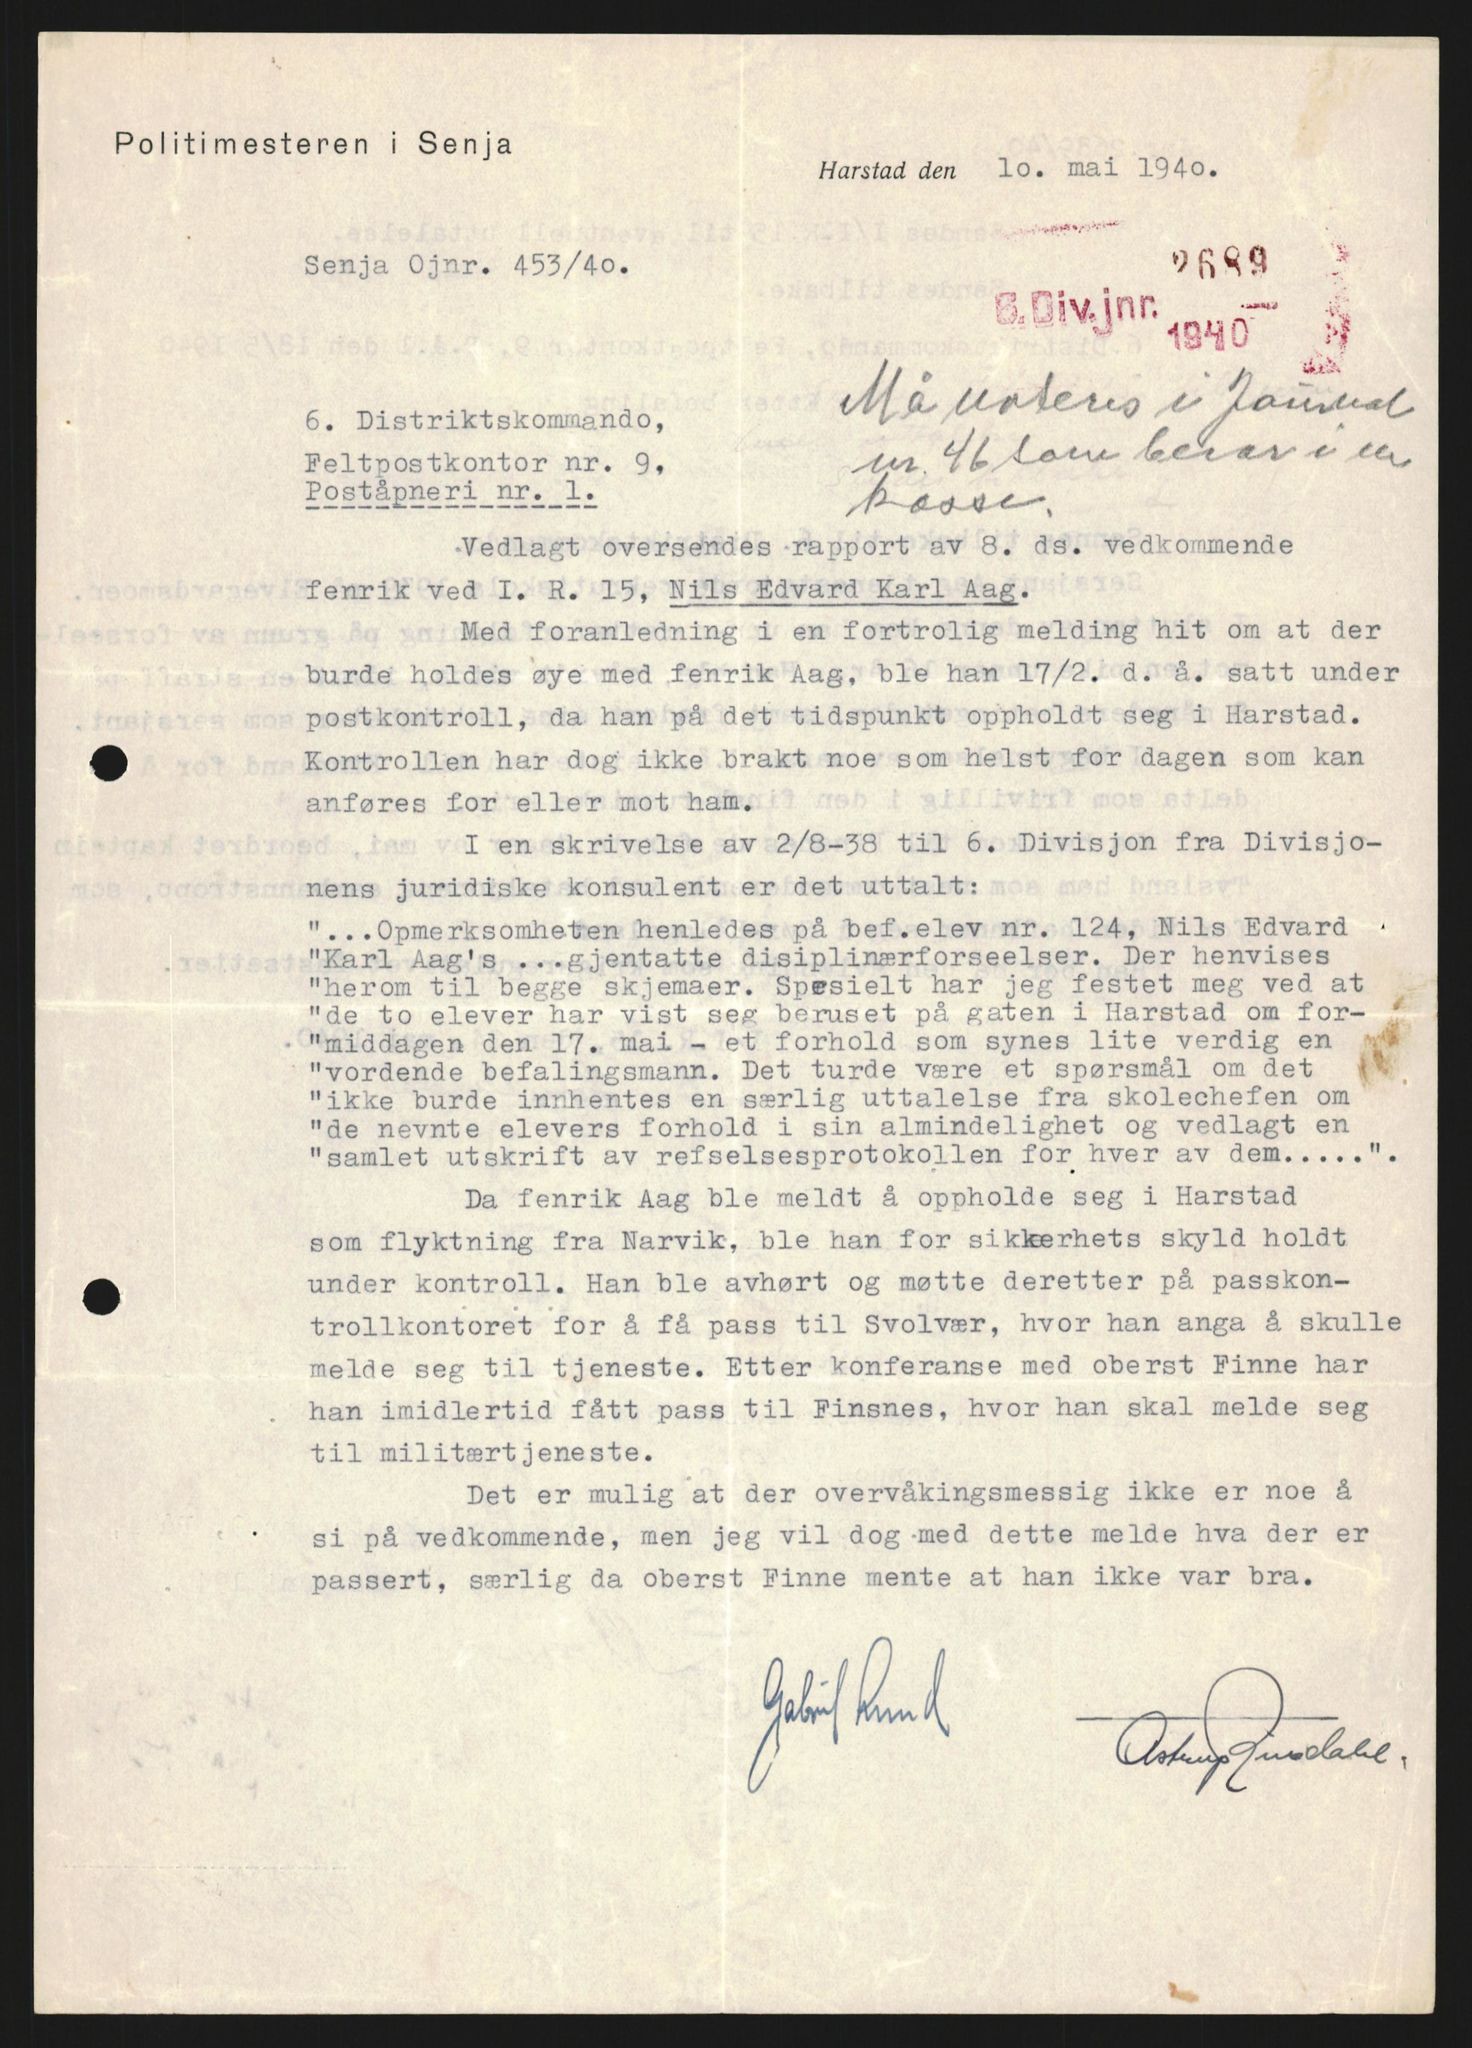 Politimesteren i Senja
Harstad den 10. mai 1940.
Senja Ojnr. 453/40.
2689
6. Div. jnr.
1940
Må noteres i Journal
nr. 46 som i en
kasse.
6. Distriktskommando,
Feltpostkontor nr. 9,
Poståpneri nr. 1.
Vedlagt oversendes rapport av 8. ds. vedkommende
fenrik ved I. R. 15, Nils Edvard Karl Aag.
Med foranledning i en fortrolig melding hit om at der
burde holdes øye med fenrik Aag, ble han 17/2. d. å. satt under
postkontroll, da han på det tidspunkt oppholdt seg i Harstad.
Kontrollen har dog ikke brakt noe som helst for dagen som kan
anføres for eller mot ham.
I en skrivelse av 2/8-38 til 6. Divisjon fra Divisjo-
nens juridiske konsulent er det uttalt:
"...Opmerksomheten henledes på bef.elev nr. 124, Nils Edvard
"Karl Aag's ...gjentatte disiplinærforseelser. Der henvises
"herom til begge skjemaer. Spesielt har jeg festet meg ved at
"de to elever har vist seg beruset på gaten i Harstad om for-
"middagen den 17. mai - et forhold som synes lite verdig en
"vordende befalingsmann. Det turde være et spørsmål om det
"ikke burde innhentes en særlig uttalelse fra skolechefen om
"de nevnte elevers forhold i sin almindelighet og vedlagt en
"samlet utskrift av refselsesprotokollen for hver av dem.....".
Da fenrik Aag ble meldt å oppholde seg i Harstad
som flyktning fra Narvik, ble han for sikkerhets skyld holdt
under kontroll. Han ble avhørt og møtte deretter på passkon-
trollkontoret for å få pass til Svolvær, hvor han anga å skulle
melde seg til tjeneste. Etter konferanse med oberst Finne har
han imidlertid fått pass til Finsnes, hvor han skal melde seg
til militærtjeneste.
Det er mulig at der overvåkingsmessig ikke er noe å
si på vedkommende, men jeg vil dog med dette melde hva der er
passert, særlig da oberst Finne mente at han ikke var bra.
Gabriel Lund
Astrup